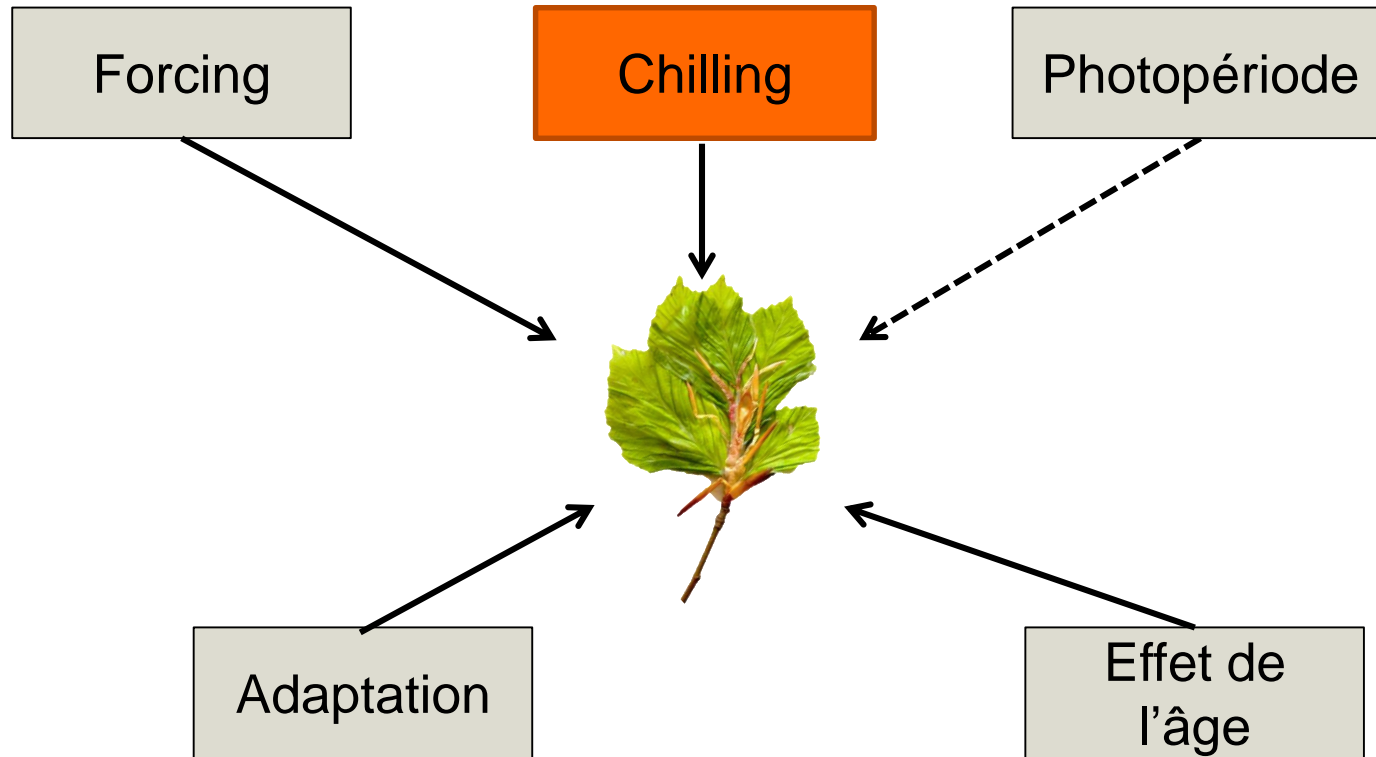 Forcing
Chilling
Photopériode
Adaptation
Effet de
l’âge